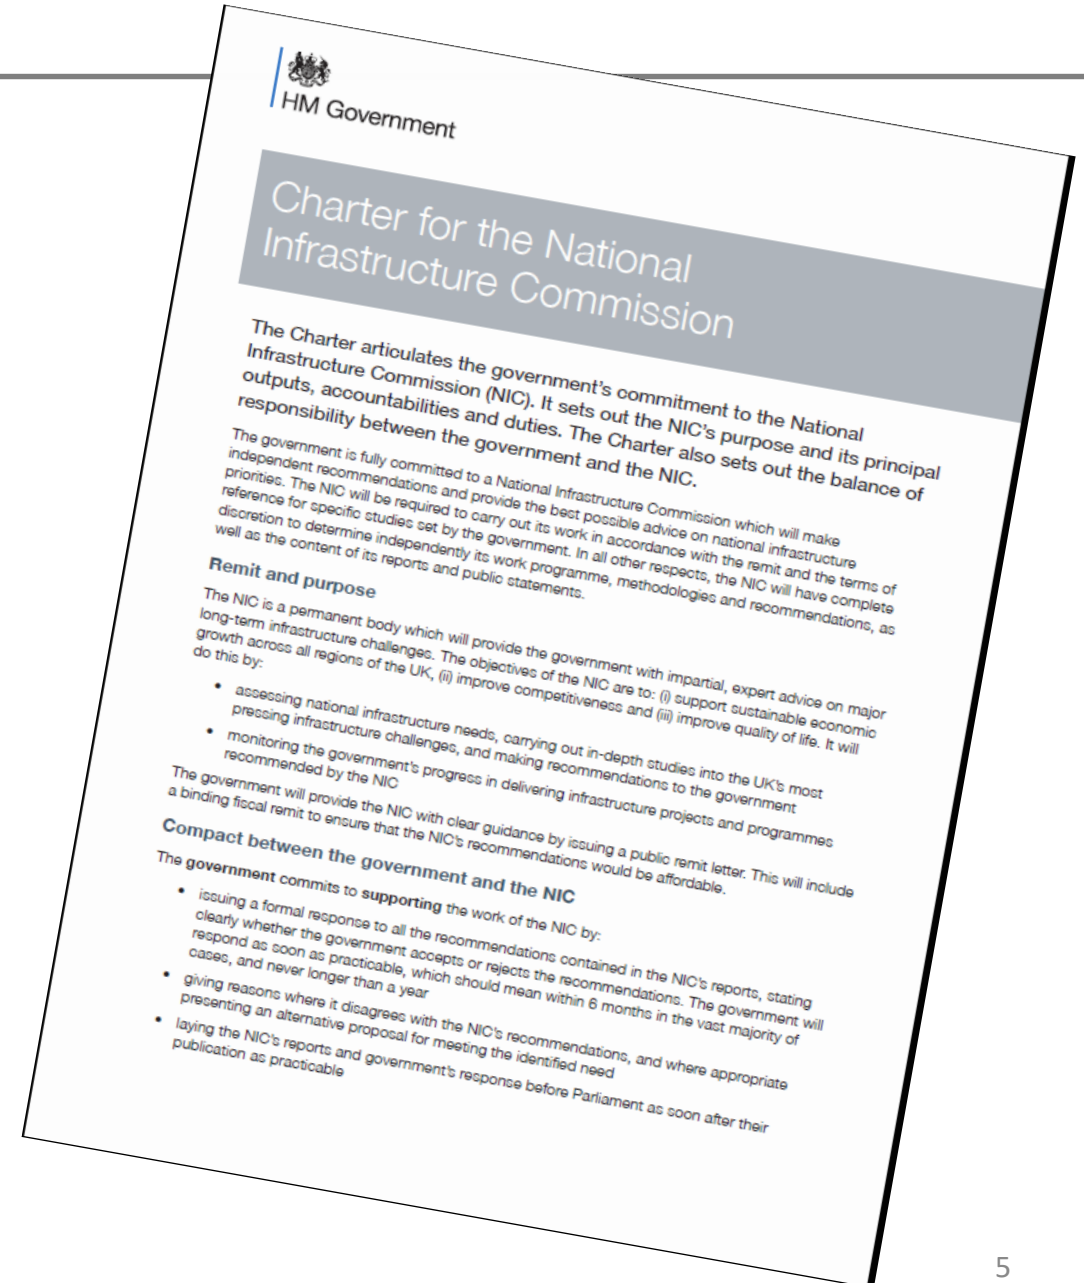 HM Government
Charter for the National
Infrastructure Commission
The Charter articulates the government's commitment to the National
Infrastructure Commission (NIC). It sets out the NIC's purpose and its principal
outputs, accountabilities and duties. The Charter also sets out the balance of
responsibility between the government and the NIC.
The government is fully committed to a National Infrastructure Commission which will make
independent recommendations and provide the best possible advice on national infrastructure
priorities. The NIC will be required to carry out its work in accordance with the remit and the terms of
reference for specific studies set by the government. In all other respects, the NIC will have complete
discretion to determine independently its work programme, methodologies and recommendations, as
well as the content of its reports and public statements.
Remit and purpose
The NIC is a permanent body which will provide the government with impartial, expert advice on major
long-term infrastructure challenges. The objectives of the NIC are to: (i) support sustainable economic
growth across all regions of the UK, (ii) improve competitiveness and (iii) improve quality of life. It will
do this by:
• assessing national infrastructure needs, carrying out in-depth studies into the UK's most
pressing infrastructure challenges, and making recommendations to the government
• monitoring the government's progress in delivering infrastructure projects and programmes
recommended by the NIC
The government will provide the NIC with clear guidance by issuing a public remit letter. This will include
a binding fiscal remit to ensure that the NIC's recommendations would be affordable.
Compact between the government and the NIC
The government commits to supporting the work of the NIC by:
• issuing a formal response to all the recommendations contained in the NIC's reports, stating
clearly whether the government accepts or rejects the recommendations. The government will
respond as soon as practicable, which should mean within 6 months in the vast majority of
cases, and never longer than a year
• giving reasons where it disagrees with the NIC's recommendations, and where appropriate
presenting an alternative proposal for meeting the identified need
• laying the NIC's reports and government's response before Parliament as soon after their
publication as practicable
5